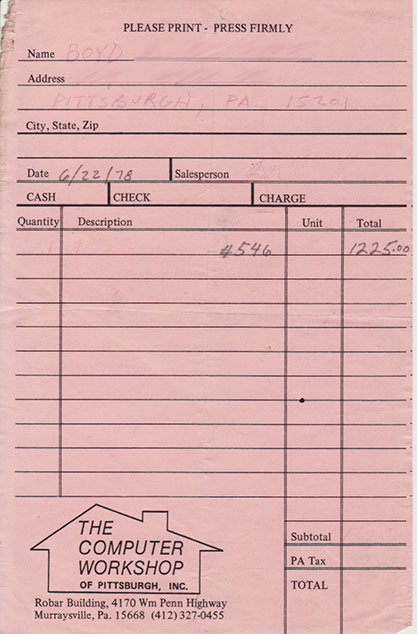 PLEASE PRINT - PRESS FIRMLY
Name BOYD
Address
PITTSBURGH, PA. 15201
City, State, Zip
Date 6/22/78 Salesperson
CASH CHECK CHARGE
Quantity Description Unit Total
4546 1225.00
THE
COMPUTER
WORKSHOP
OF PITTSBURGH, INC.
Subtotal
PA Tax
TOTAL
Robar Building, 4170 Wm Penn Highway
Murraysville, Pa. 15668 (412) 327-0455